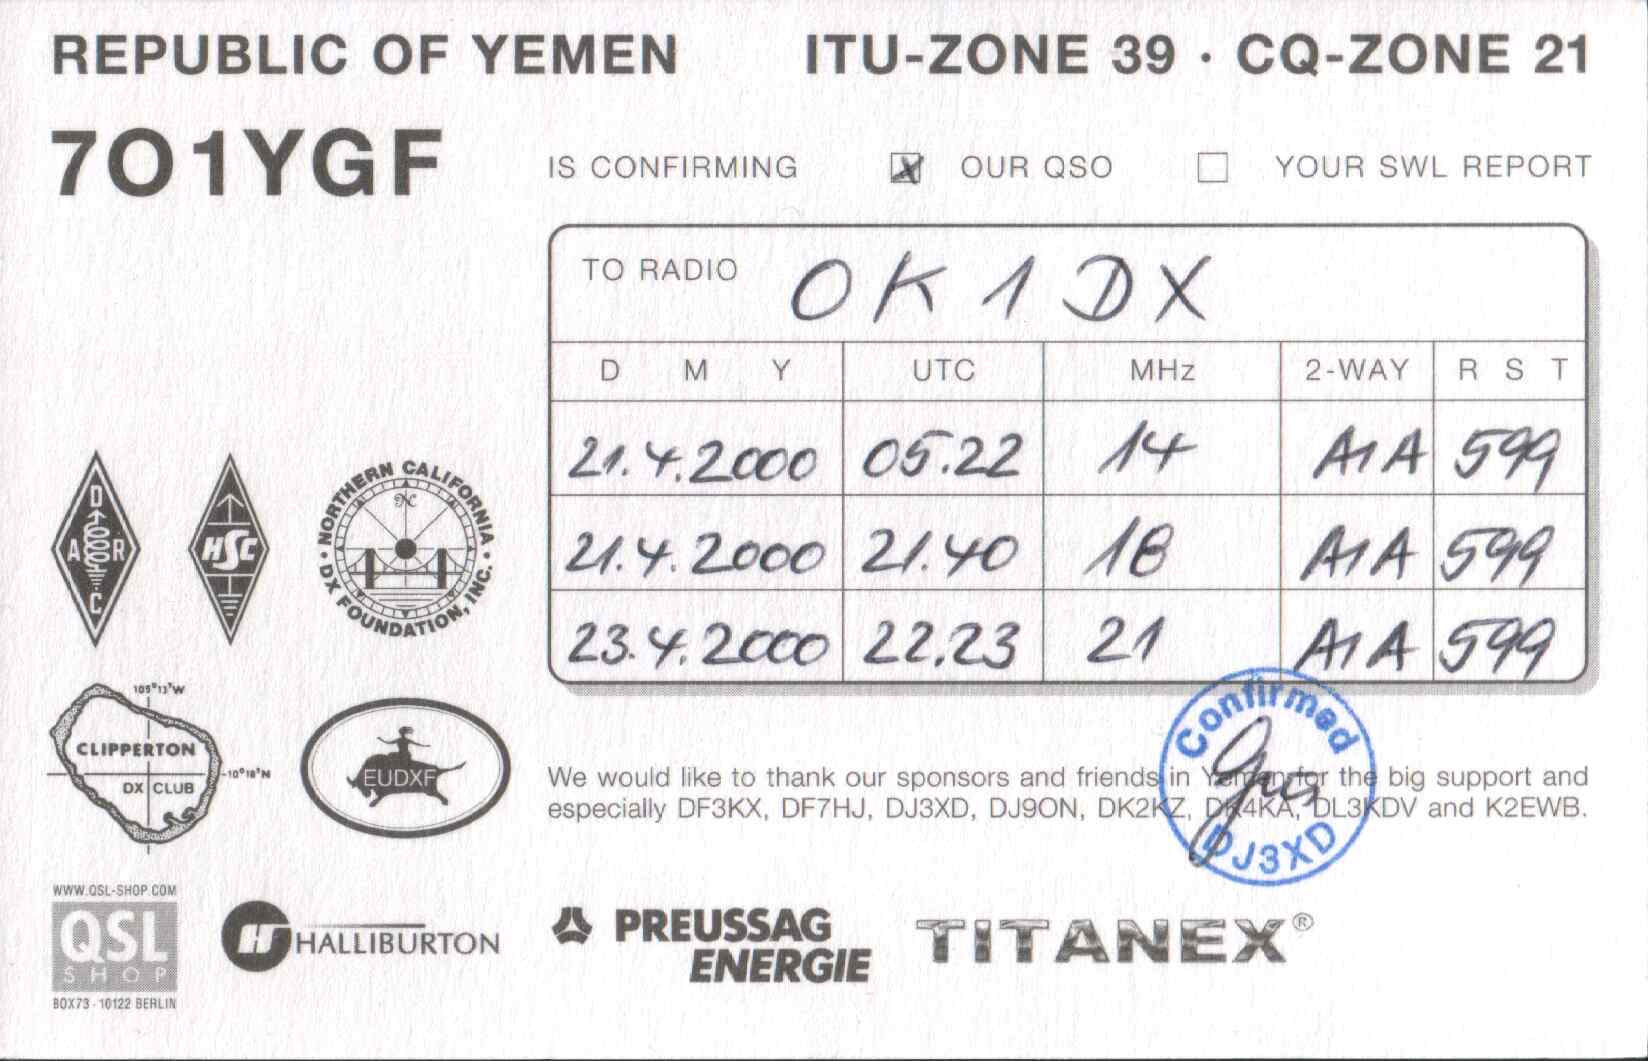 REPUBLIC OF YEMEN ITU-ZONE 39 · CQ-ZONE 21
7O1YGF IS CONFIRMING X OUR QSO YOUR SWL REPORT
TO RADIO OK1DX
D M Y UTC MHz 2-WAY R S T
21.4.2000 05.22 14 A1A 599
21.4.2000 21.40 18 A1A 599
23.4.2000 22.23 21 A1A 599
DARC
HSC
· NORTHERN CALIFORNIA · DX FOUNDATION, INC.
N
105°13'W
CLIPPERTON
10°18'N
DX CLUB
EUDXF
Confirmed
DJ3XD
We would like to thank our sponsors and friends in Yemen for the big support and
especially DF3KX, DF7HJ, DJ3XD, DJ9ON, DK2KZ, DK4KA, DL3KDV and K2EWB.
WWW.QSL-SHOP.COM
QSL
SHOP
BOX73 - 10122 BERLIN
H HALLIBURTON
PREUSSAG
ENERGIE
TITANEX®